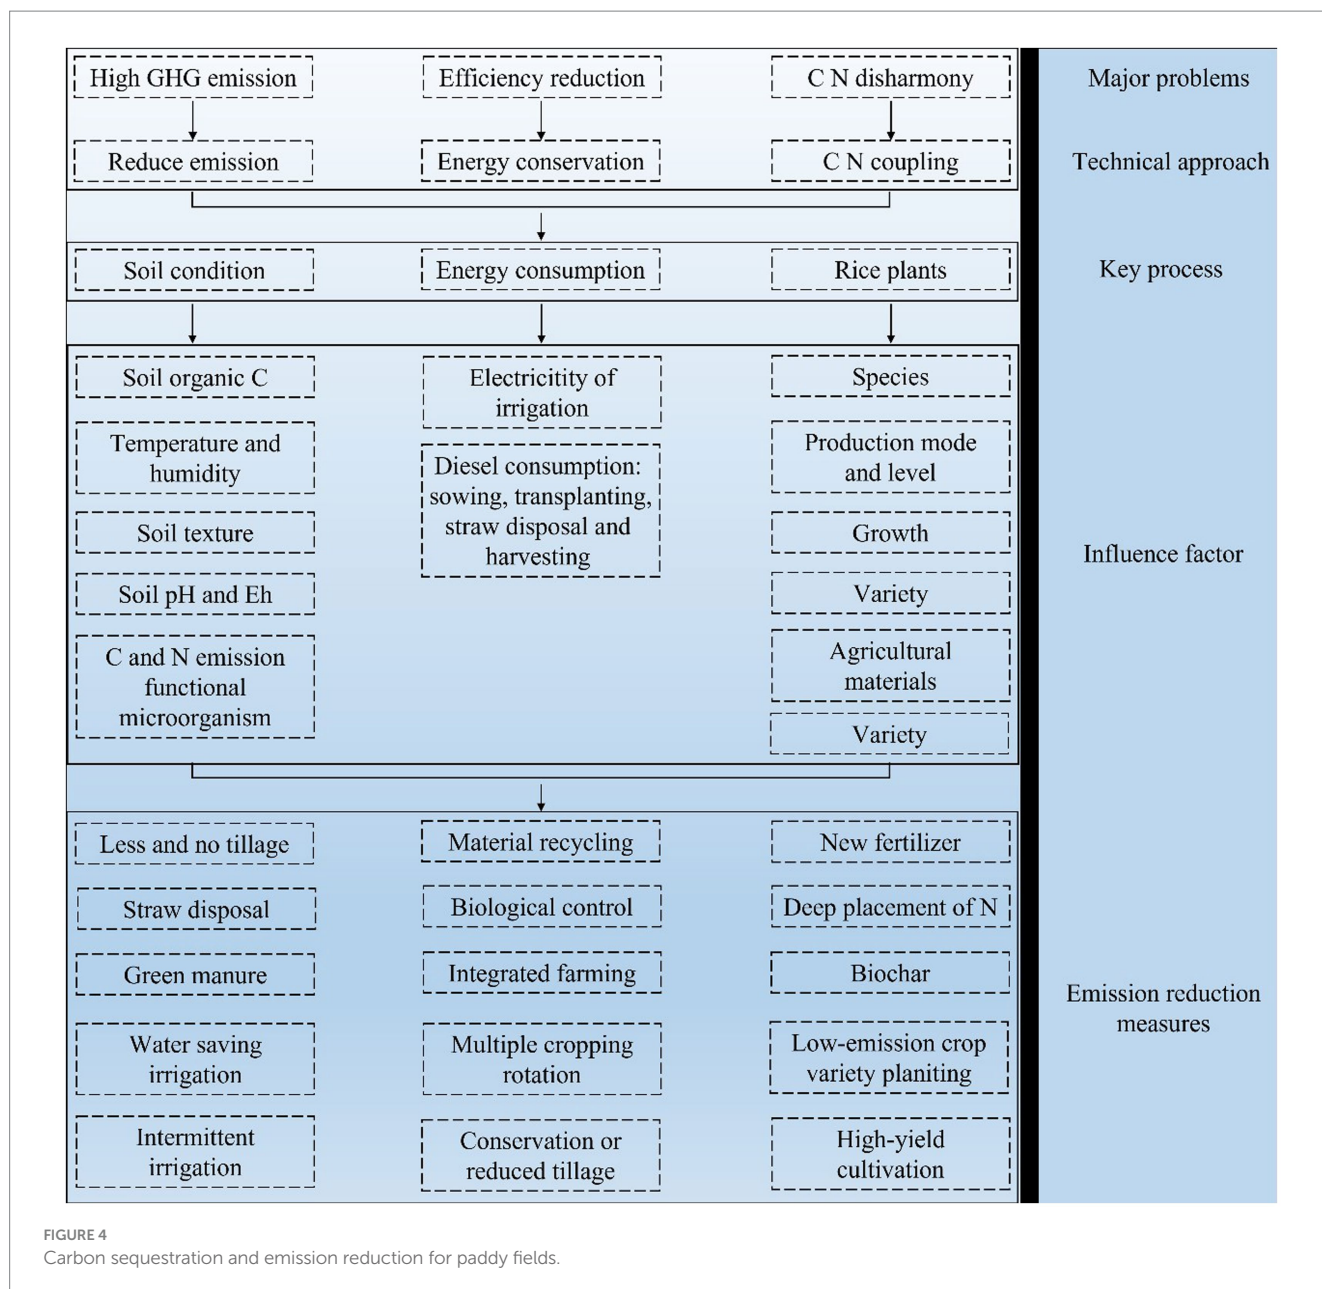 High GHG emission
Efficiency reduction
C N disharmony
Major problems
Reduce emission
Energy conservation
C N coupling
Technical approach
Soil condition
Energy consumption
Rice plants
Key process
Soil organic C
Temperature and
humidity
Soil texture
Soil pH and Eh
C and N emission
functional
microorganism
Electricitity of
irrigation
Diesel consumption:
sowing, transplanting,
straw disposal and
harvesting
Species
Production mode
and level
Growth
Variety
Agricultural
materials
Variety
Influence factor
Less and no tillage
Straw disposal
Green manure
Water saving
irrigation
Intermittent
irrigation
Material recycling
Biological control
Integrated farming
Multiple cropping
rotation
Conservation or
reduced tillage
New fertilizer
Deep placement of N
Biochar
Low-emission crop
variety planiting
High-yield
cultivation
Emission reduction
measures
FIGURE 4
Carbon sequestration and emission reduction for paddy fields.